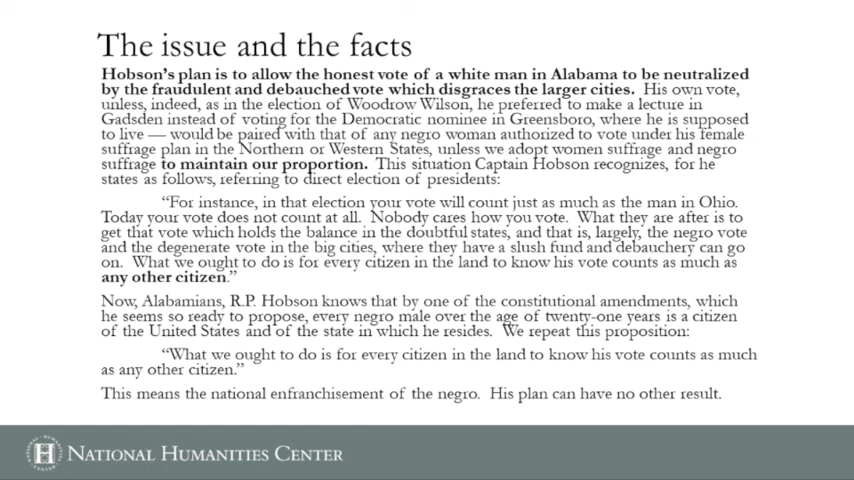 The issue and the facts
Hobson's plan is to allow the honest vote of a white man in Alabama to be neutralized
by the fraudulent and debauched vote which disgraces the larger cities. His own vote,
unless, indeed, as in the election of Woodrow Wilson, he preferred to make a lecture in
Gadsden instead of voting for the Democratic nominee in Greensboro, where he is supposed
to live — would be paired with that of any negro woman authorized to vote under his female
suffrage plan in the Northern or Western States, unless we adopt women suffrage and negro
suffrage to maintain our proportion. This situation Captain Hobson recognizes, for he
states as follows, referring to direct election of presidents:
"For instance, in that election your vote will count just as much as the man in Ohio.
Today your vote does not count at all. Nobody cares how you vote. What they are after is to
get that vote which holds the balance in the doubtful states, and that is, largely, the negro vote
and the degenerate vote in the big cities, where they have a slush fund and debauchery can go
on. What we ought to do is for every citizen in the land to know his vote counts as much as
any other citizen."
Now, Alabamians, R.P. Hobson knows that by one of the constitutional amendments, which
he seems so ready to propose, every negro male over the age of twenty-one years is a citizen
of the United States and of the state in which he resides. We repeat this proposition:
"What we ought to do is for every citizen in the land to know his vote counts as much
as any other citizen."
This means the national enfranchisement of the negro. His plan can have no other result.
NATIONAL HUMANITIES CENTER